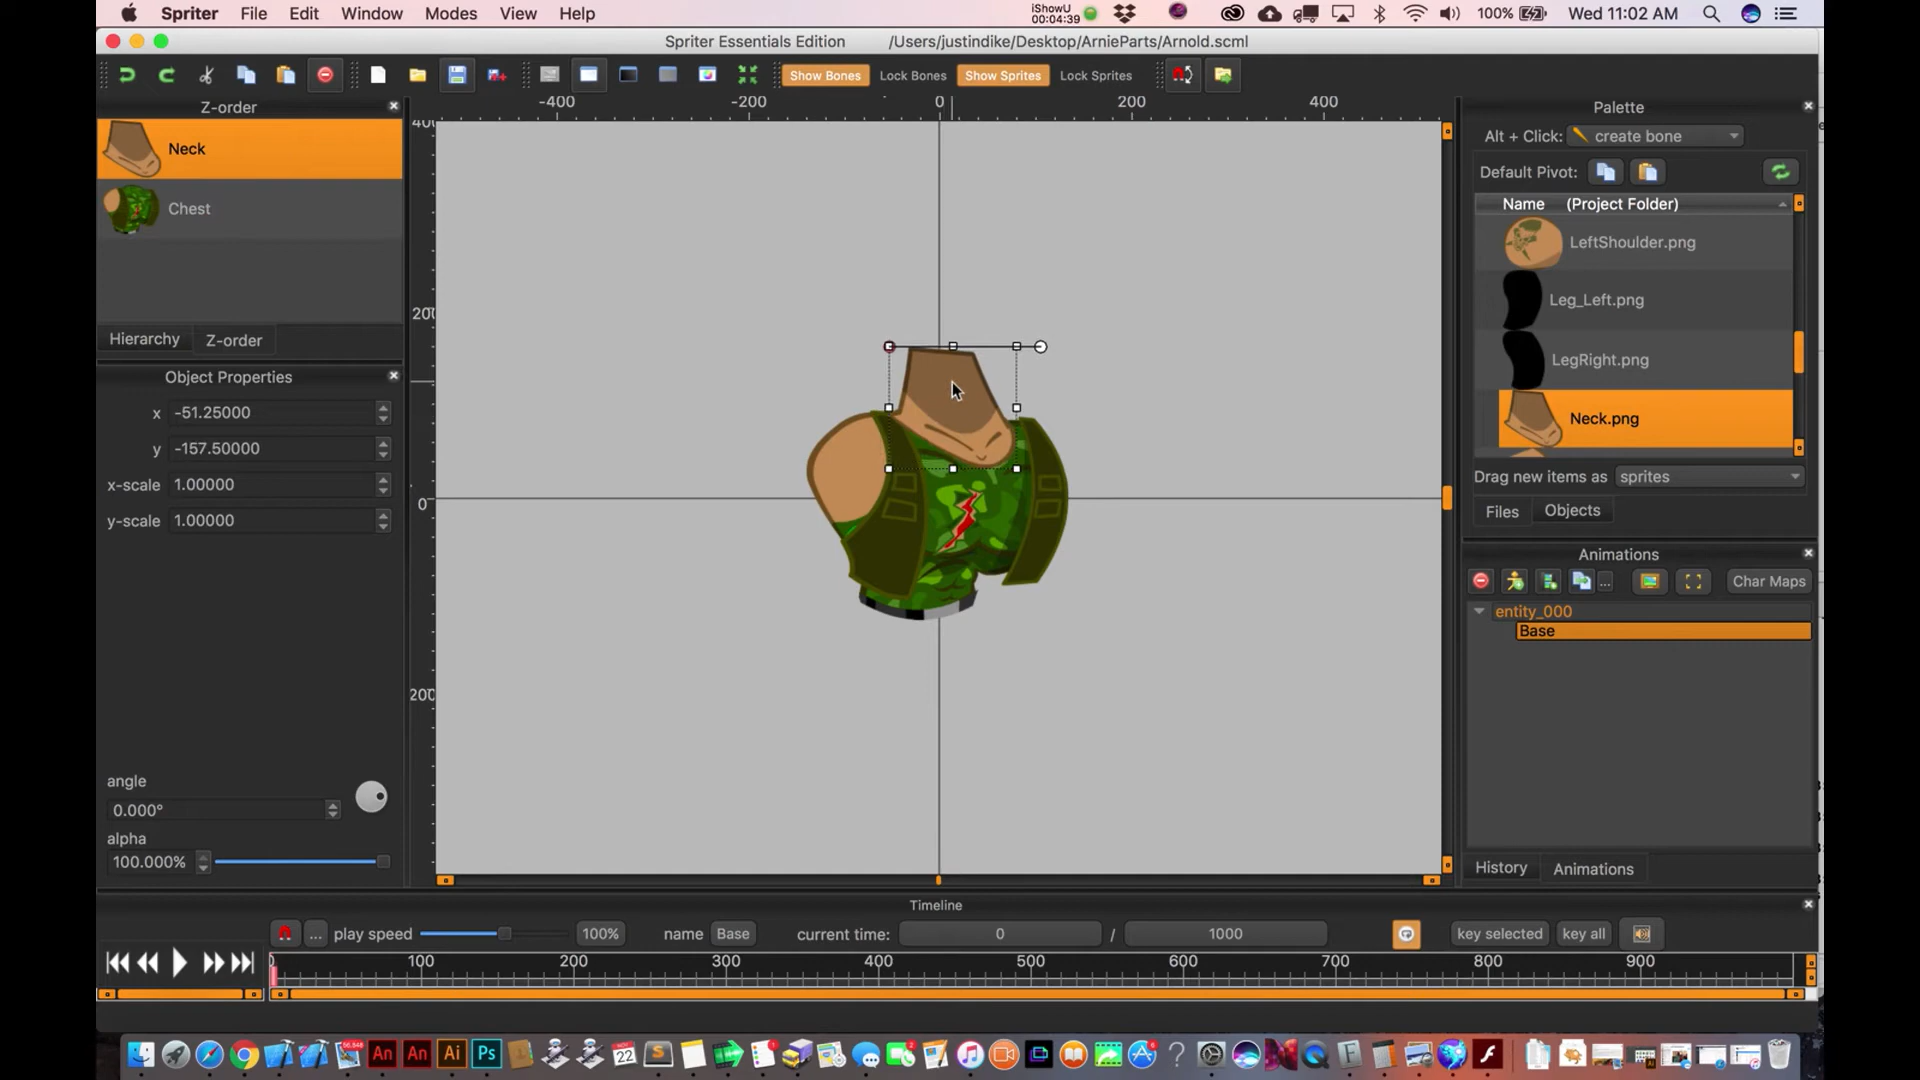 Spriter File Edit Window Modes View Help
iShowU
00:04:39
100% Wed 11:02 AM
Spriter Essentials Edition /Users/justindike/Desktop/ArnieParts/Arnold.scml
Show Bones Lock Bones Show Sprites Lock Sprites
Z-order
Neck
Chest
Hierarchy Z-order
Object Properties
x -51.25000
y -157.50000
x-scale 1.00000
y-scale 1.00000
angle
0.000°
alpha
100.000%
-400 -200 0 200 400
0
Palette
Alt + Click: create bone
Default Pivot:
Name (Project Folder)
LeftShoulder.png
Leg_Left.png
LegRight.png
Neck.png
Drag new items as sprites
Files Objects
Animations
... Char Maps
entity_000
Base
History Animations
Timeline
... play speed 100% name Base current time: 0 / 1000 key selected key all
100 200 300 400 500 600 700 800 900
An An Ai Ps